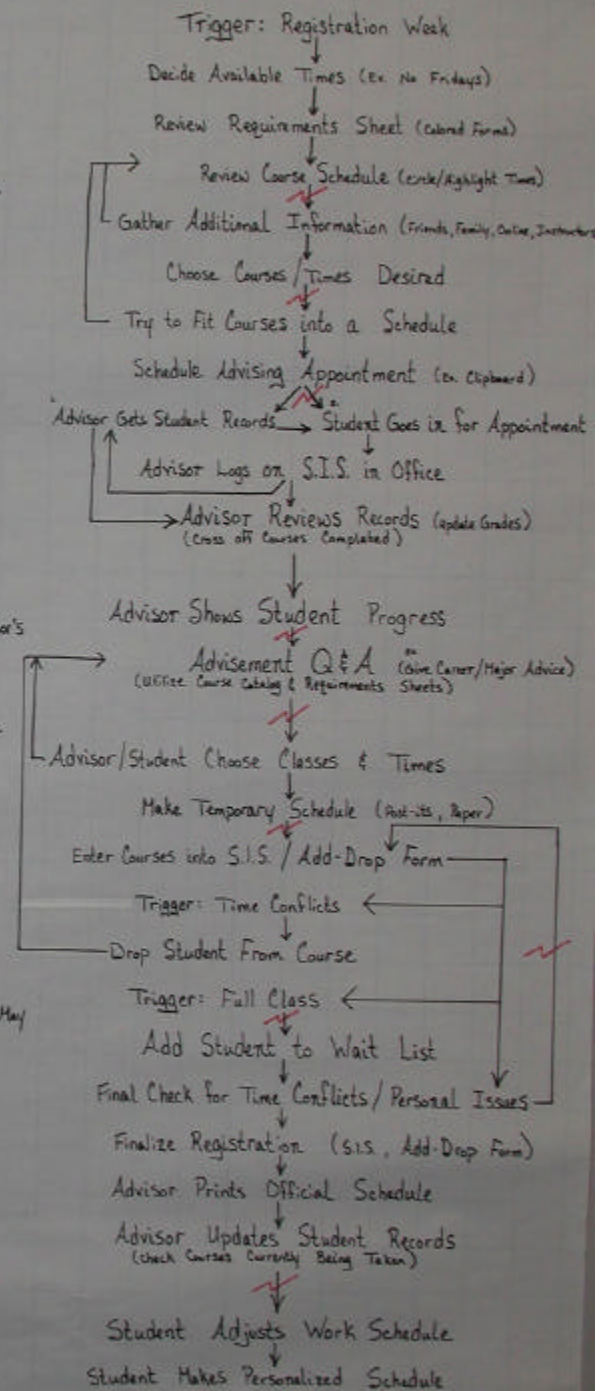 Trigger: Registration Week
Decide Available Times (Ex. No Fridays)
Review Requirements Sheet (Colored Forms)
Review Course Schedule (Circle/Highlight Times)
Gather Additional Information (Friends, Family, Online, Instructors
Choose Courses/Times Desired
Try to Fit Courses into a Schedule
Schedule Advising Appointment (Ex. Clipboard)
Advisor Gets Student Records
Student Goes in for Appointment
Advisor Logs on S.I.S. in Office
Advisor Reviews Records (update Grades)
(Cross off Courses Completed)
Advisor Shows Student Progress
or's
Advisement Q & A (Give Career/Major Advice)
(Utilize Course Catalog & Requirements Sheets)
Advisor/Student Choose Classes & Times
Make Temporary Schedule (Post-its, Paper)
Enter Courses into S.I.S. / Add-Drop Form
Trigger: Time Conflicts
Drop Student From Course
Trigger: Full Class
May
Add Student to Wait List
Final Check for Time Conflicts/Personal Issues
Finalize Registration (S.I.S., Add-Drop Form)
Advisor Prints Official Schedule
Advisor Updates Student Records
(check Courses Currently Being Taken)
Student Adjusts Work Schedule
Student Makes Personalized Schedule